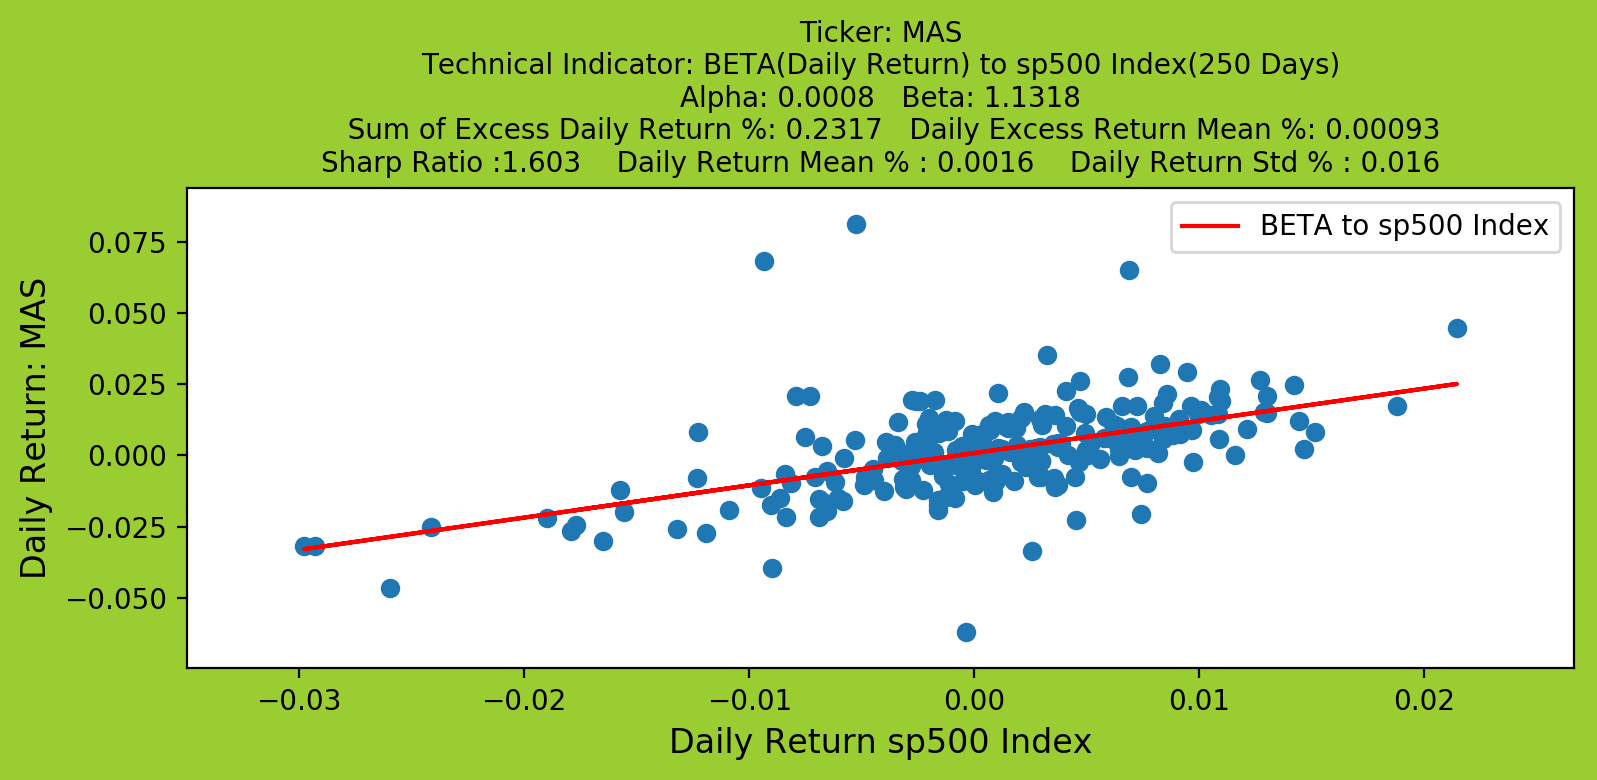 Ticker: MAS
Technical Indicator: BETA(Daily Return) to sp500 Index(250 Days)
Alpha: 0.0008   Beta: 1.1318
Sum of Excess Daily Return %: 0.2317   Daily Excess Return Mean %: 0.00093
Sharp Ratio :1.603    Daily Return Mean % : 0.0016    Daily Return Std % : 0.016
BETA to sp500 Index
Daily Return: MAS
0.075
0.050
0.025
0.000
−0.025
−0.050
−0.03
−0.02
−0.01
0.00
0.01
0.02
Daily Return sp500 Index